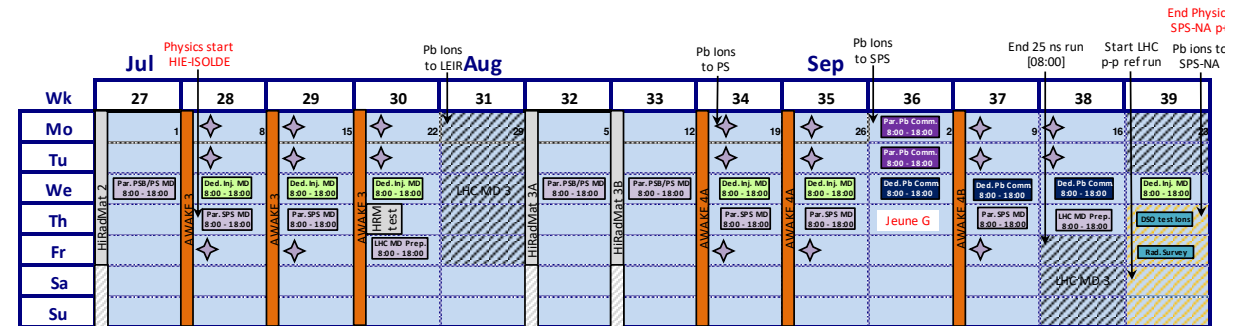 End Physic
SPS-NA p+
Physics start
HIE-ISOLDE
Pb Ions
to LEIR
Pb Ions
to PS
Pb Ions
to SPS
End 25 ns run
[08:00]
Start LHC
p-p ref run
Pb ions to
SPS-NA
Jul
Aug
Sep
Wk 27 28 29 30 31 32 33 34 35 36 37 38 39
Mo 1 8 15 22 29 5 12 19 26 Par. Pb Comm. 8:00 - 18:00 2 9 16 23
Tu Par. Pb Comm. 8:00 - 18:00
We Par. PSB/PS MD 8:00 - 18:00 Ded. Inj. MD 8:00 - 18:00 Ded. Inj. MD 8:00 - 18:00 Ded. Inj. MD 8:00 - 18:00 LHC MD 3 Par. PSB/PS MD 8:00 - 18:00 Par. PSB/PS MD 8:00 - 18:00 Ded. Inj. MD 8:00 - 18:00 Ded. Inj. MD 8:00 - 18:00 Ded. Pb Comm 8:00 - 18:00 Ded. Pb Comm 8:00 - 18:00 Ded. Inj. MD 8:00 - 18:00 Ded. Inj. MD 8:00 - 18:00
Th Par. SPS MD 8:00 - 18:00 Par. SPS MD 8:00 - 18:00 HRM test Par. SPS MD 8:00 - 18:00 Par. SPS MD 8:00 - 18:00 Jeune G Par. SPS MD 8:00 - 18:00 LHC MD Prep. 8:00 - 18:00 DSO test Ions
Fr LHC MD Prep. 8:00 - 18:00 Rad. Survey
Sa LHC MD 3
Su
HiRadMat 2
AWAKE 3
AWAKE 3
AWAKE 3
HiRadMat 3A
HiRadMat 3B
AWAKE 4A
AWAKE 4A
AWAKE 4B